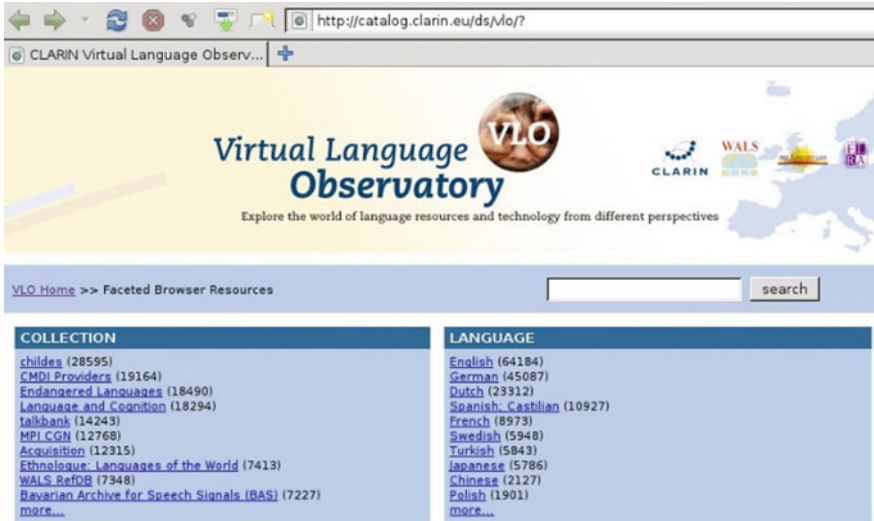 http://catalog.clarin.eu/ds/vlo/?
CLARIN Virtual Language Observ...
Virtual Language
VLO
Observatory
CLARIN
WALS
Explore the world of language resources and technology from different perspectives
VLO Home >> Faceted Browser Resources
search
COLLECTION
childes (28595)
CMDI Providers (19164)
Endangered Languages (18490)
Language and Cognition (18294)
talkbank (14243)
MPI CGN (12768)
Acquisition (12315)
Ethnologue: Languages of the World (7413)
WALS RefDB (7348)
Bavarian Archive for Speech Signals (BAS) (7227)
more...
LANGUAGE
English (64184)
German (45087)
Dutch (23312)
Spanish; Castilian (10927)
French (8973)
Swedish (5948)
Turkish (5843)
Japanese (5786)
Chinese (2127)
Polish (1901)
more...